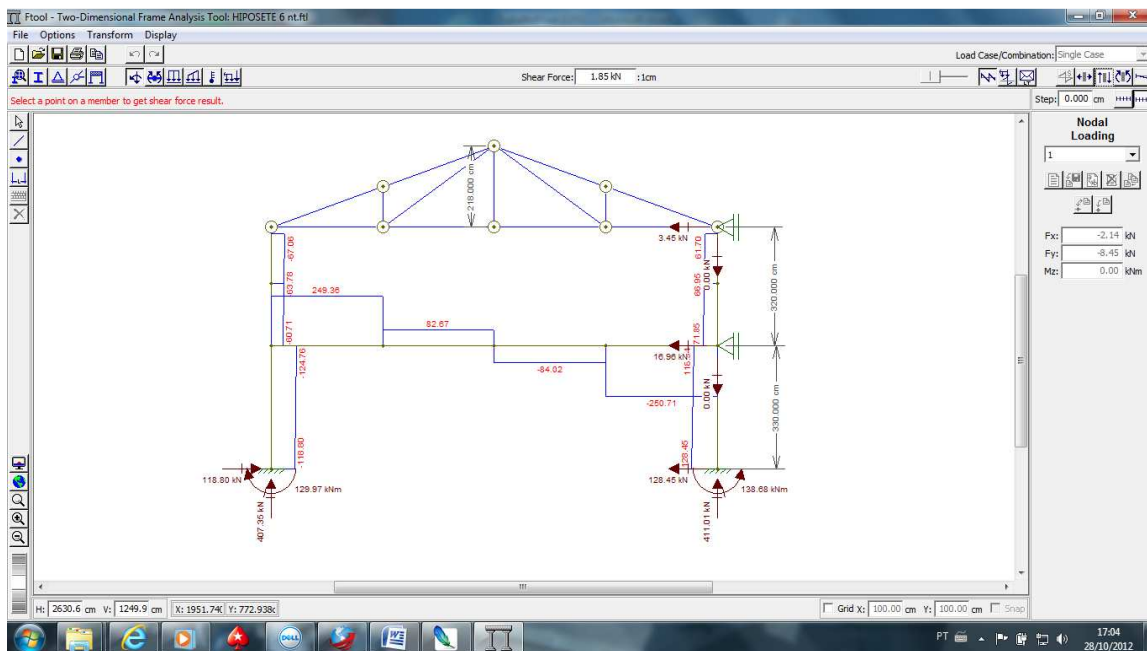 Ftool - Two-Dimensional Frame Analysis Tool: HIPOSETE 6 nt.ftl
File Options Transform Display
Load Case/Combination: Single Case
Shear Force: 1.85 kN :1cm
Select a point on a member to get shear force result.
Step: 0.000 cm
Nodal
Loading
1
Fx: -2.14 kN
Fy: -8.45 kN
Mz: 0.00 kNm
218.000 cm
3.45 kN
-67.06
61.70
0.00 kN
-63.78
66.95
320.000 cm
249.36
-60.71
82.67
71.85
16.96 kN
-124.76
-84.02
0.00 kN
-250.71
330.000 cm
-118.80
128.45
118.80 kN
129.97 kNm
128.45 kN
138.68 kNm
407.35 kN
411.01 kN
H: 2630.6 cm V: 1249.9 cm
Grid X: 100.00 cm Y: 100.00 cm Snap
DELL
PT
17:04
28/10/2012